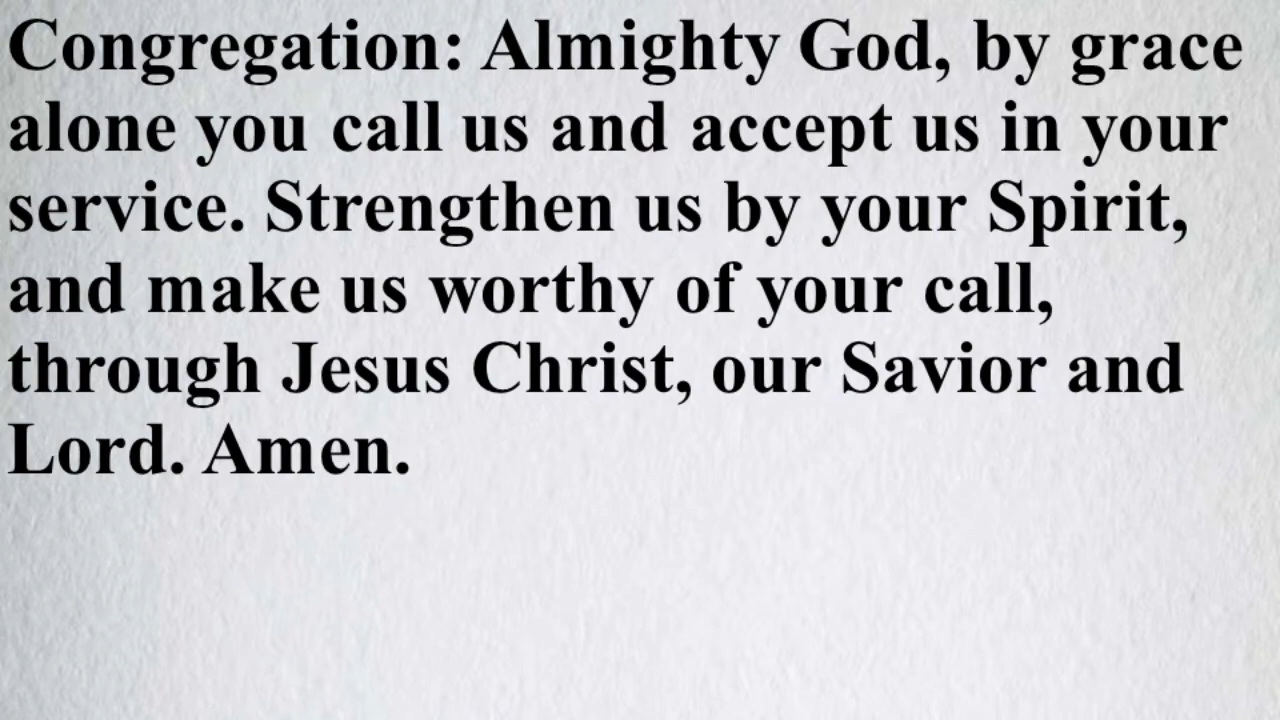 Congregation: Almighty God, by grace
alone you call us and accept us in your
service. Strengthen us by your Spirit,
and make us worthy of your call,
through Jesus Christ, our Savior and
Lord. Amen.